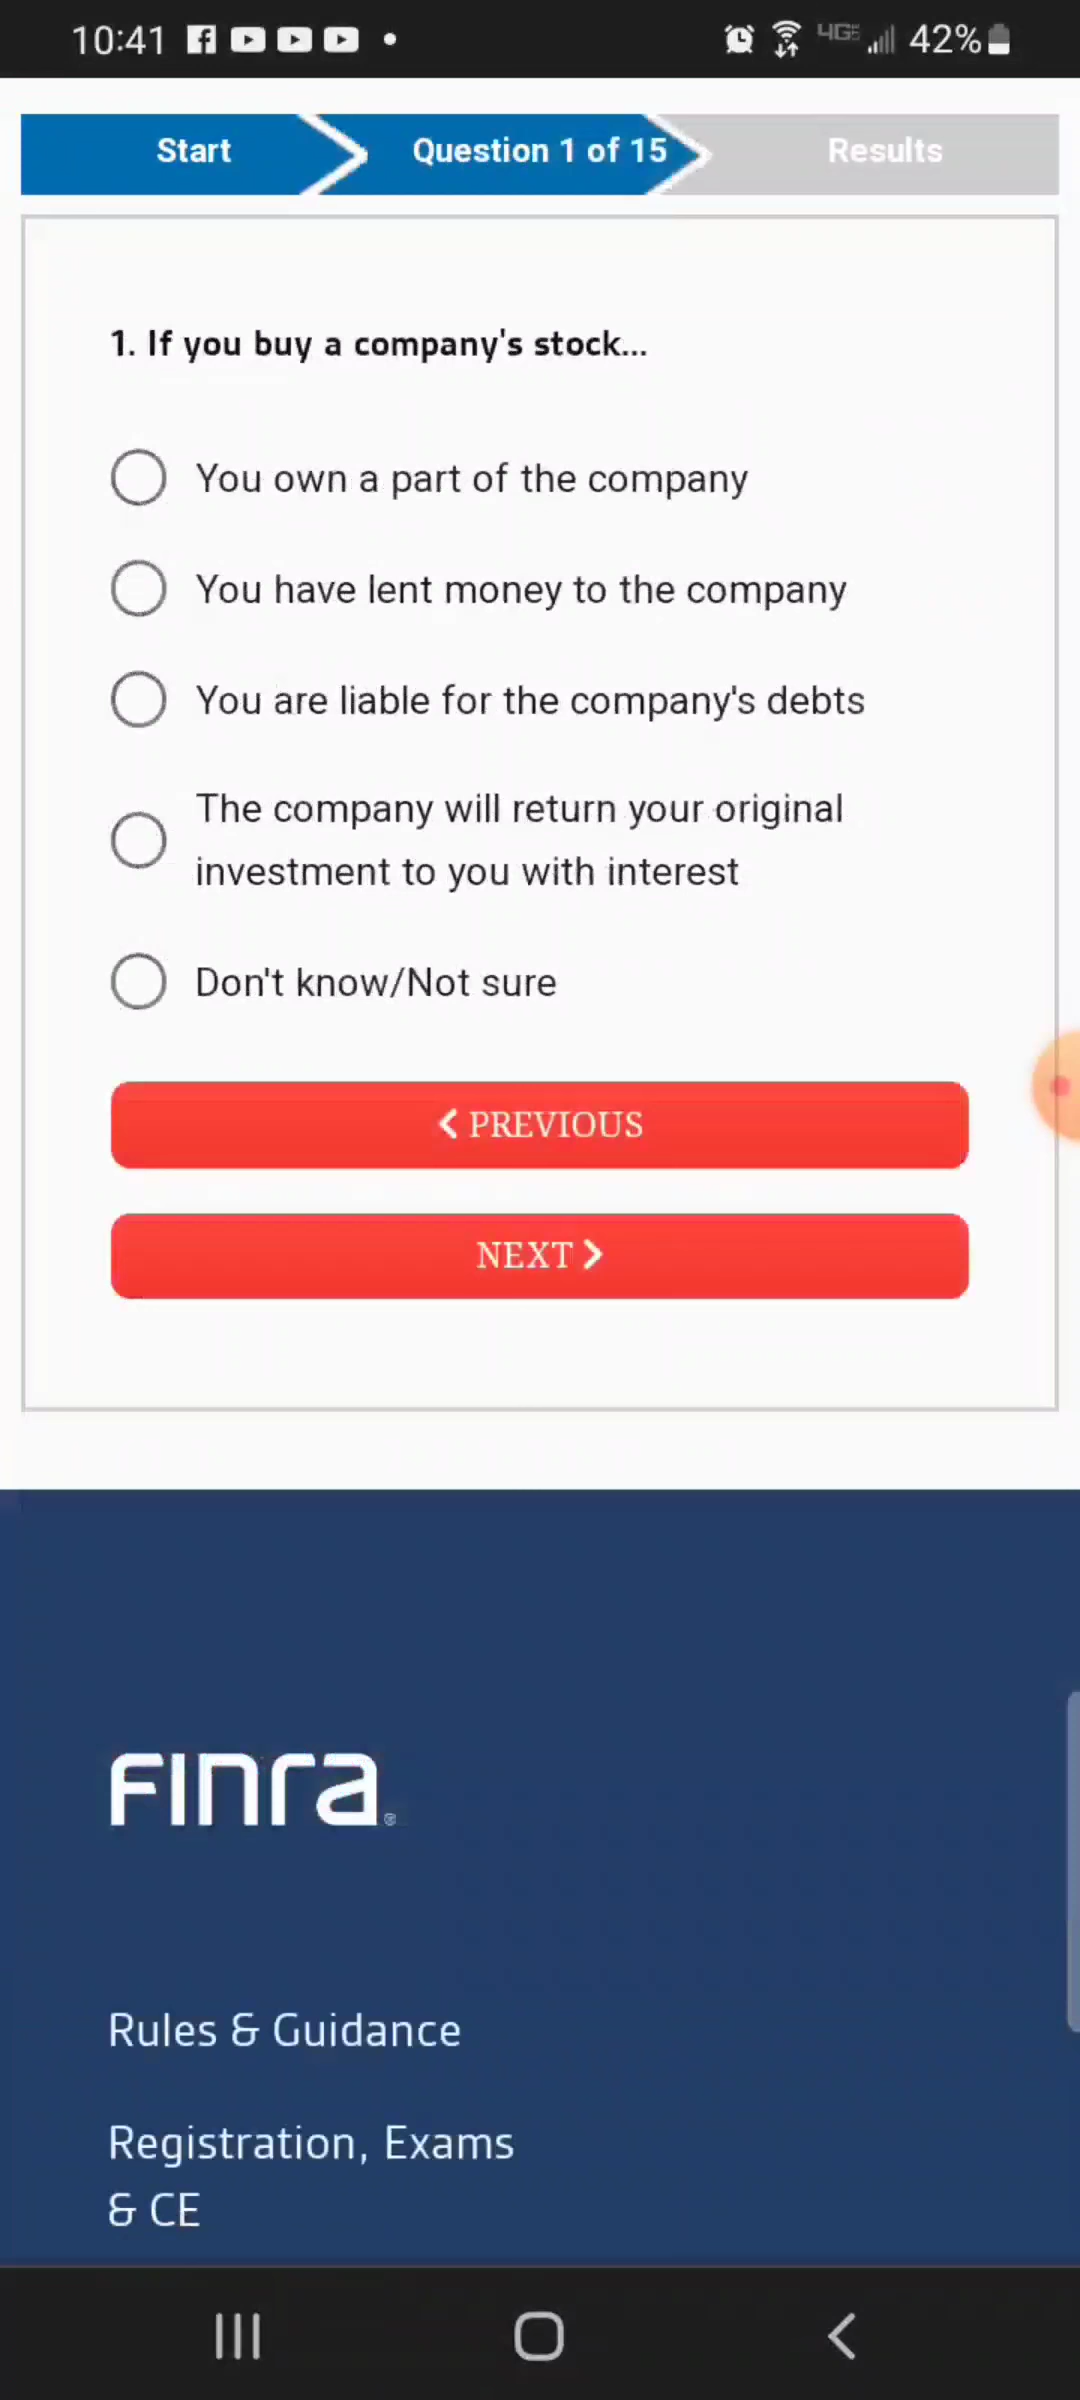 10:41
4GE 42%
Start Question 1 of 15 Results
1. If you buy a company's stock...
You own a part of the company
You have lent money to the company
You are liable for the company's debts
The company will return your original
investment to you with interest
Don't know/Not sure
PREVIOUS
NEXT
FINRA
Rules & Guidance
Registration, Exams
& CE